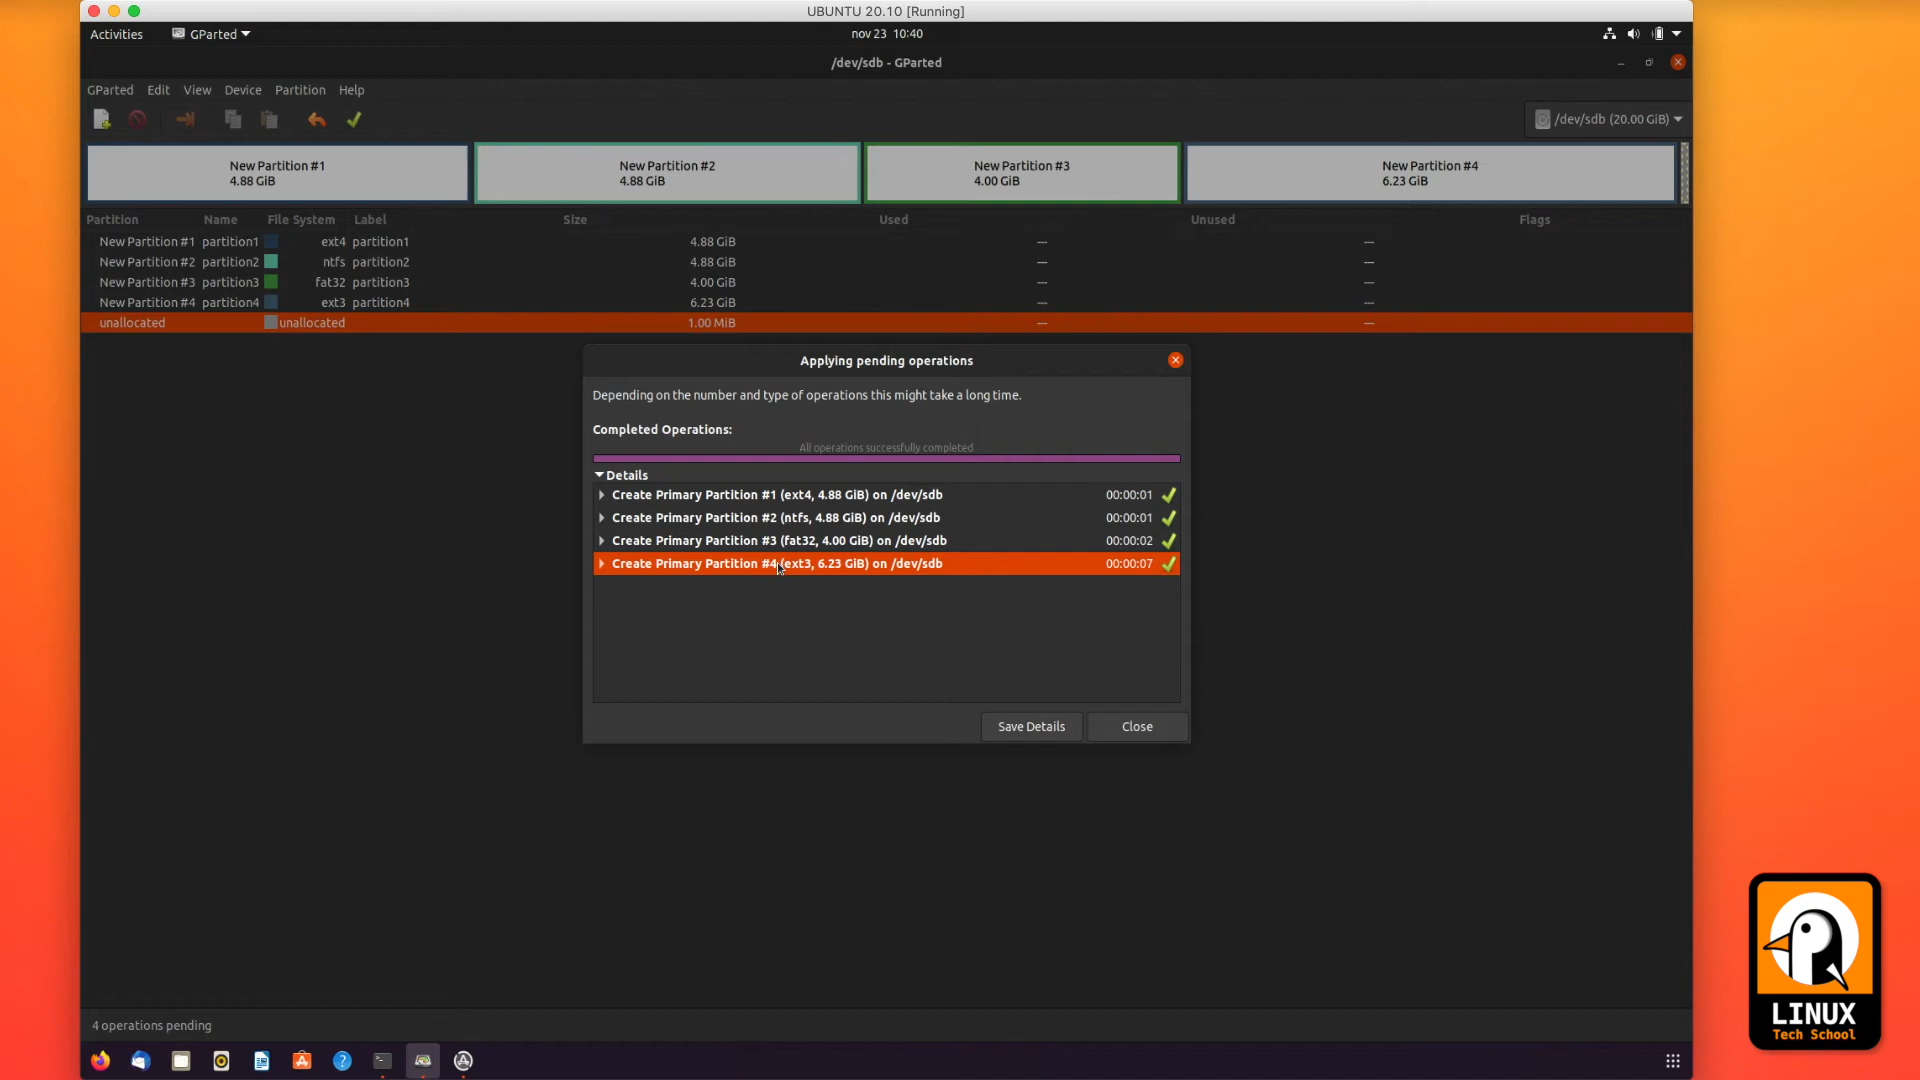 UBUNTU 20.10 [Running]
Activities GParted nov 23 10:40
/dev/sdb - GParted
GParted Edit View Device Partition Help
/dev/sdb (20.00 GiB)
New Partition #1
4.88 GiB
New Partition #2
4.88 GiB
New Partition #3
4.00 GiB
New Partition #4
6.23 GiB
Partition Name File System Label Size Used Unused Flags
New Partition #1 partition1 ext4 partition1 4.88 GiB --- ---
New Partition #2 partition2 ntfs partition2 4.88 GiB --- ---
New Partition #3 partition3 fat32 partition3 4.00 GiB --- ---
New Partition #4 partition4 ext3 partition4 6.23 GiB --- ---
unallocated unallocated 1.00 MiB --- ---
Applying pending operations
Depending on the number and type of operations this might take a long time.
Completed Operations:
All operations successfully completed
Details
Create Primary Partition #1 (ext4, 4.88 GiB) on /dev/sdb 00:00:01
Create Primary Partition #2 (ntfs, 4.88 GiB) on /dev/sdb 00:00:01
Create Primary Partition #3 (fat32, 4.00 GiB) on /dev/sdb 00:00:02
Create Primary Partition #4 (ext3, 6.23 GiB) on /dev/sdb 00:00:07
Save Details Close
4 operations pending
LINUX
Tech School